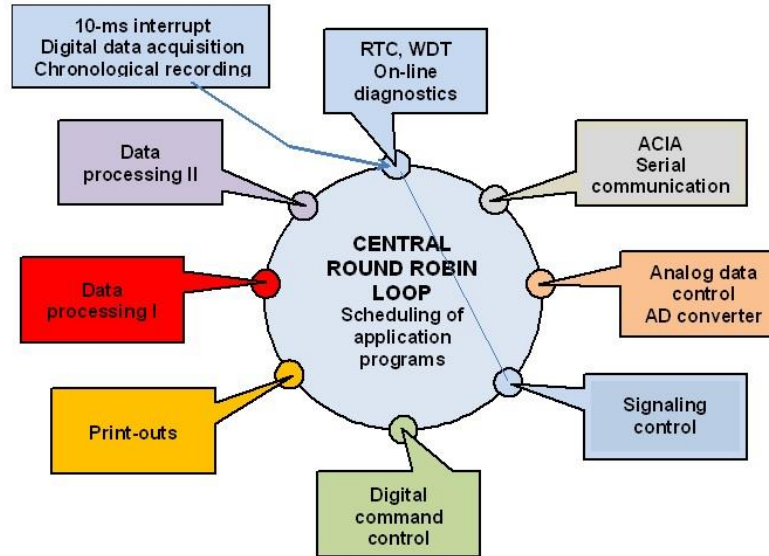 10-ms interrupt
Digital data acquisition
Chronological recording
RTC, WDT
On-line
diagnostics
Data
processing II
ACIA
Serial
communication
CENTRAL
ROUND ROBIN
LOOP
Scheduling of
application
programs
Data
processing I
Analog data
control
AD converter
Print-outs
Signaling
control
Digital
command
control